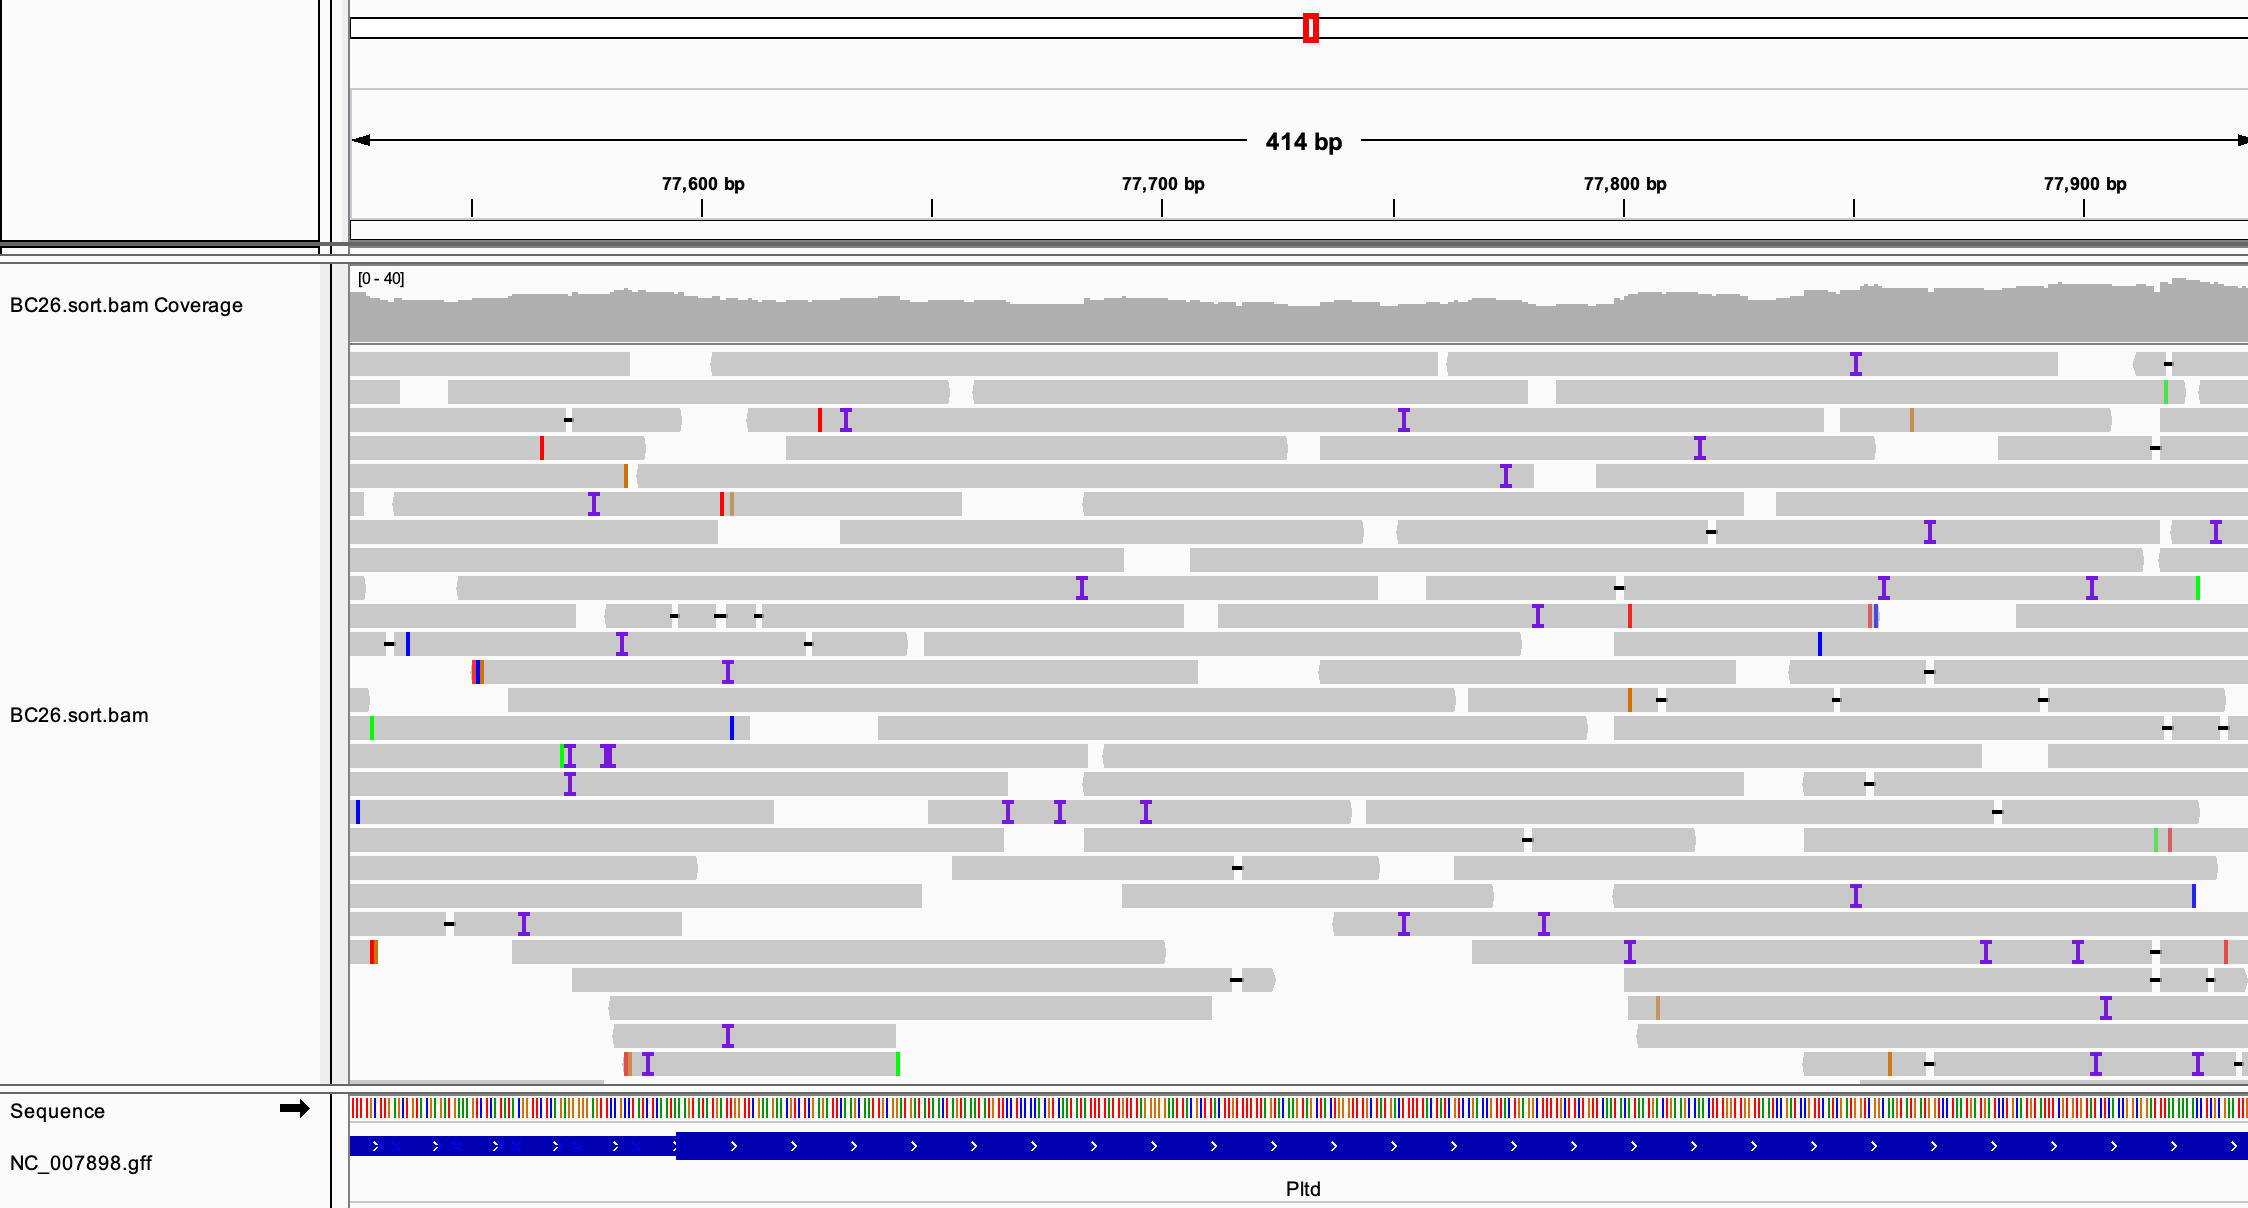 414 bp
77,600 bp 77,700 bp 77,800 bp 77,900 bp
[0 - 40]
BC26.sort.bam Coverage
BC26.sort.bam
Sequence
NC_007898.gff
Pltd